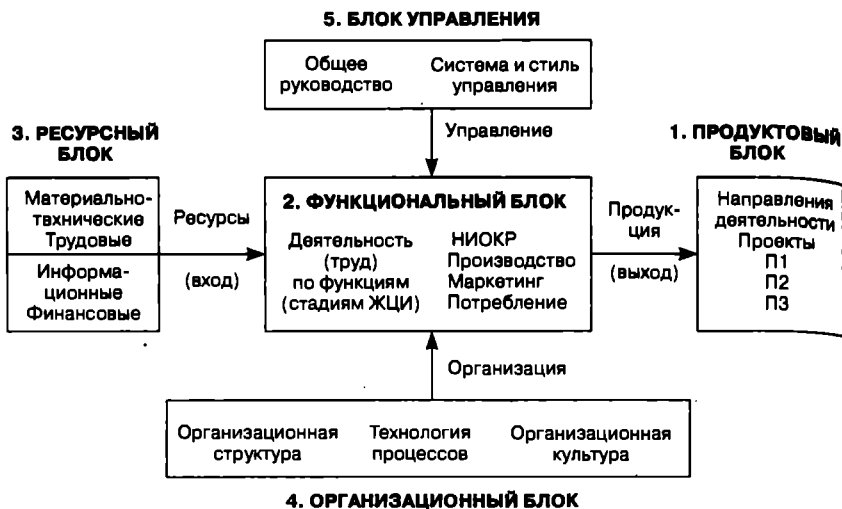 5. БЛОК УПРАВЛЕНИЯ
Общее
руководство
Система и стиль
управления
Управление
3. РЕСУРСНЫЙ
БЛОК
Материально-
технические
Трудовые
Информа-
ционные
Финансовые
Ресурсы
(вход)
2. ФУНКЦИОНАЛЬНЫЙ БЛОК
Деятельность
(труд)
по функциям
(стадиям ЖЦИ)
НИОКР
Производство
Маркетинг
Потребление
Продук-
ция
(выход)
1. ПРОДУКТОВЫЙ
БЛОК
Направления
деятельности
Проекты
П1
П2
П3
Организация
Организационная
структура
Технология
процессов
Организационная
культура
4. ОРГАНИЗАЦИОННЫЙ БЛОК